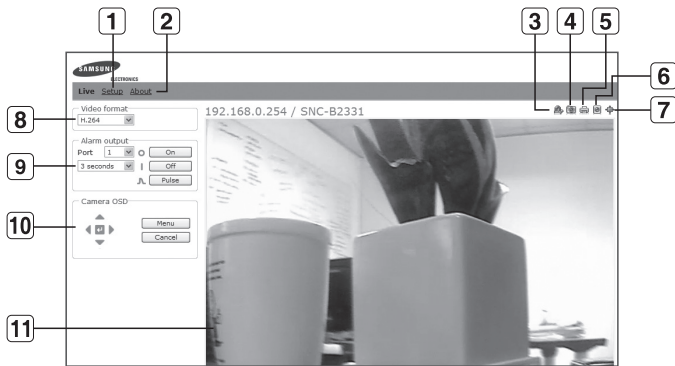 1
2
3
4
5
6
7
8
9
10
11
SAMSUNG
ELECTRONICS
Live Setup About
192.168.0.254 / SNC-B2331
Video format
H.264
Alarm output
Port 1 On
3 seconds Off
Pulse
Camera OSD
Menu
Cancel